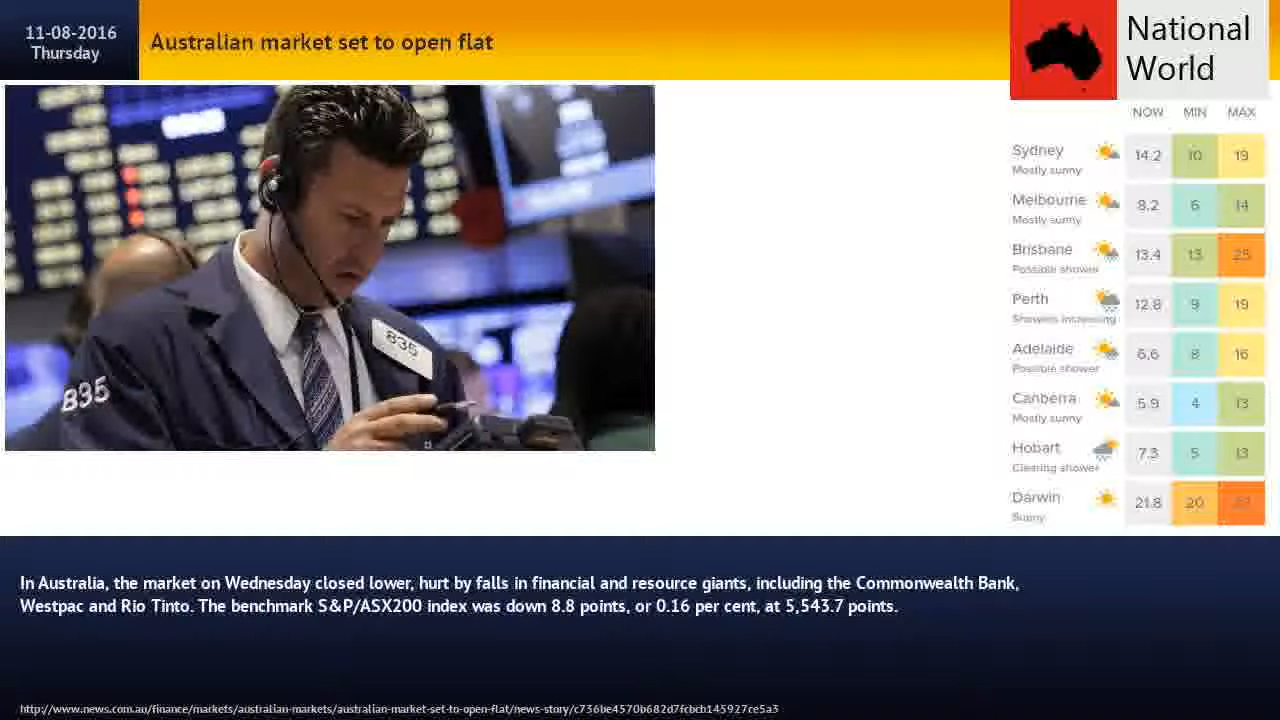 11-08-2016
Thursday
Australian market set to open flat
National
World
NOW MIN MAX
Sydney 14.2 10 19
Mostly sunny
Melbourne 8.2 6 14
Mostly sunny
Brisbane 13.4 13 25
Possible shower
Perth 12.8 9 19
Showers increasing
Adelaide 6.6 8 16
Possible shower
Canberra 5.9 4 13
Mostly sunny
Hobart 7.3 5 13
Clearing shower
Darwin 21.8 20
Sunny
835
895
In Australia, the market on Wednesday closed lower, hurt by falls in financial and resource giants, including the Commonwealth Bank,
Westpac and Rio Tinto. The benchmark S&P/ASX200 index was down 8.8 points, or 0.16 per cent, at 5,543.7 points.
http://www.news.com.au/finance/markets/australian-markets/australian-market-set-to-open-flat/news-story/c736be4570b682d7fcbcb145927ce5a3